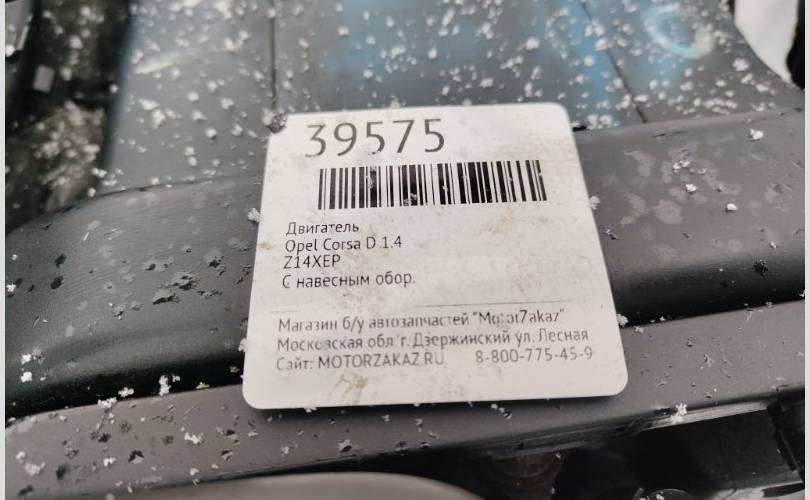 39575
Двигатель
Opel Corsa D 1.4
Z14XEP
С навесным обор.
Магазин б/у автозапчастей "MotorZakaz"
Московская обл. г. Дзержинский ул. Лесная
Сайт: MOTORZAKAZ.RU 8-800-775-45-9